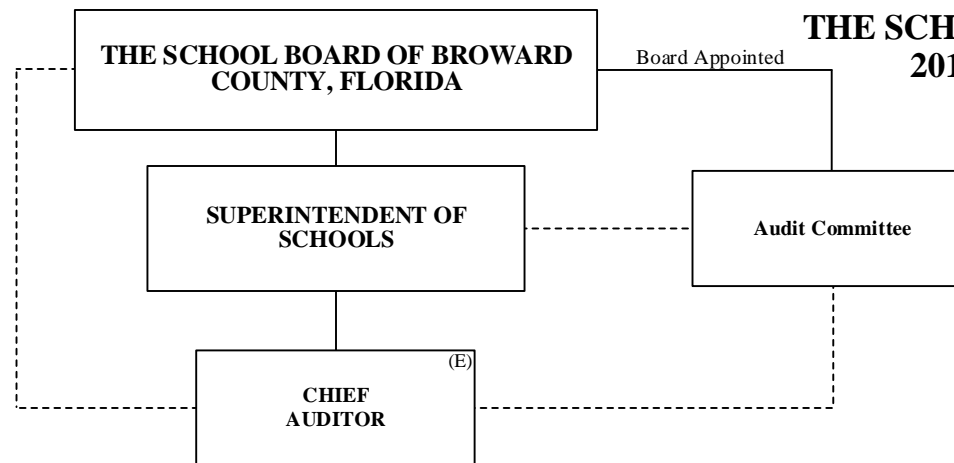 THE SCH
201
THE SCHOOL BOARD OF BROWARD
COUNTY, FLORIDA
Board Appointed
SUPERINTENDENT OF
SCHOOLS
Audit Committee
(E)
CHIEF
AUDITOR